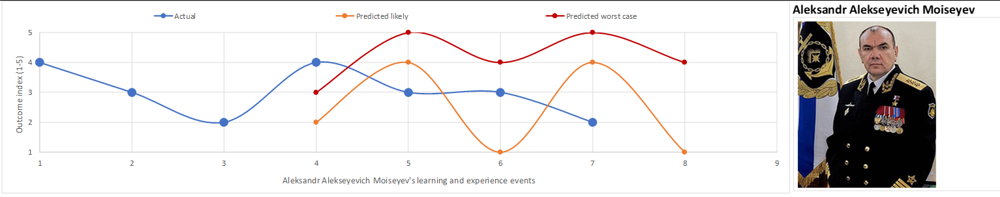 Actual Predicted likely Predicted worst case
Aleksandr Alekseyevich Moiseyev
Outcome index (1-5)
5
4
3
2
1
1 2 3 4 5 6 7 8 9
Aleksandr Alekseyevich Moiseyev's learning and experience events